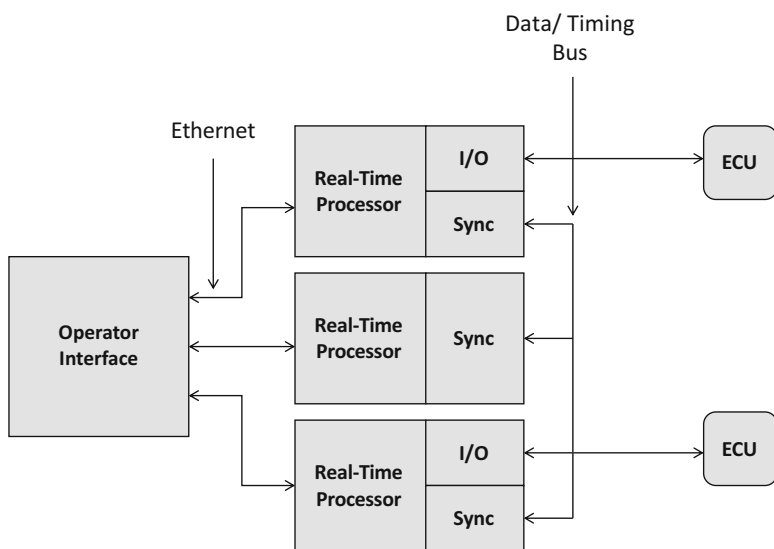 Data/ Timing
Bus
Ethernet
Real-Time
Processor
I/O
Sync
ECU
Operator
Interface
Real-Time
Processor
Sync
Real-Time
Processor
I/O
Sync
ECU